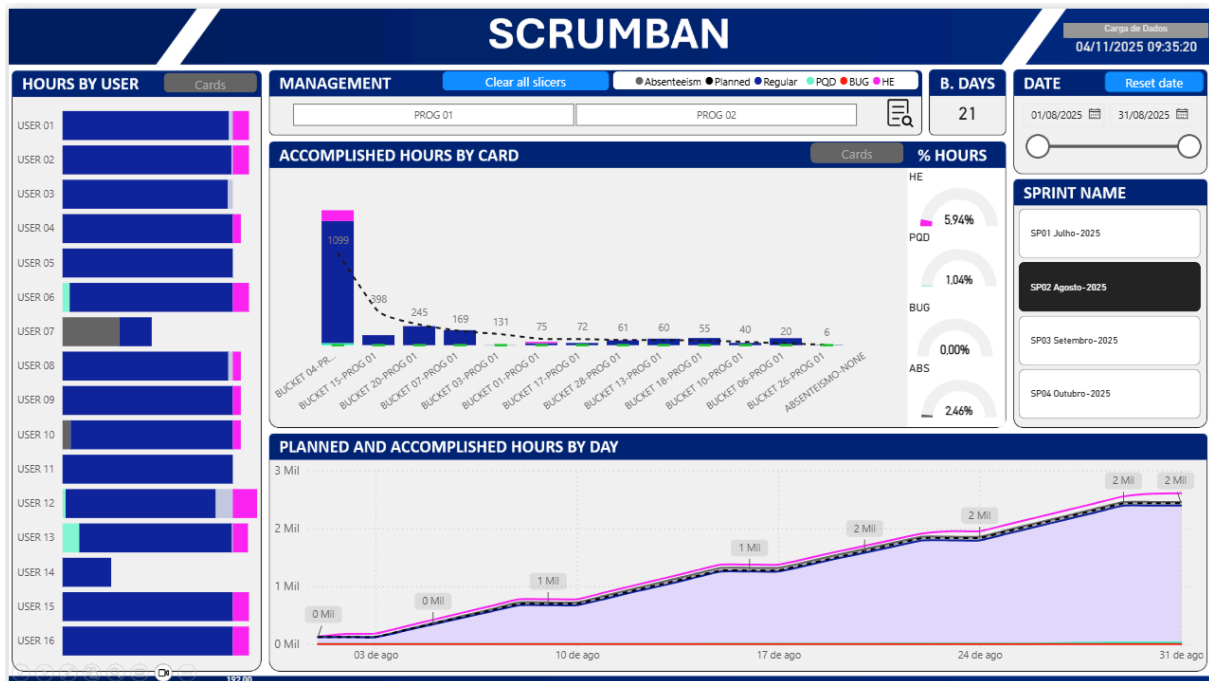 SCRUMBAN
Carga de Dados
04/11/2025 09:35:20
HOURS BY USER
Cards
USER 01
USER 02
USER 03
USER 04
USER 05
USER 06
USER 07
USER 08
USER 09
USER 10
USER 11
USER 12
USER 13
USER 14
USER 15
USER 16
192,00
MANAGEMENT
Clear all slicers
Absenteeism Planned Regular PQD BUG HE
PROG 01
PROG 02
B. DAYS
21
DATE
Reset date
01/08/2025
31/08/2025
ACCOMPLISHED HOURS BY CARD
Cards
1099
398
245
169
131
75
72
61
60
55
40
20
6
BUCKET 04-PR...
BUCKET 15-PROG 01
BUCKET 20-PROG 01
BUCKET 07-PROG 01
BUCKET 03-PROG 01
BUCKET 01-PROG 01
BUCKET 17-PROG 01
BUCKET 28-PROG 01
BUCKET 13-PROG 01
BUCKET 18-PROG 01
BUCKET 10-PROG 01
BUCKET 06-PROG 01
BUCKET 26-PROG 01
ABSENTEISMO-NONE
% HOURS
HE
5.94%
PQD
1.04%
BUG
0.00%
ABS
2.46%
SPRINT NAME
SP01 Julho-2025
SP02 Agosto-2025
SP03 Setembro-2025
SP04 Outubro-2025
PLANNED AND ACCOMPLISHED HOURS BY DAY
3 Mil
2 Mil
1 Mil
0 Mil
0 Mil
0 Mil
1 Mil
1 Mil
2 Mil
2 Mil
2 Mil
2 Mil
03 de ago
10 de ago
17 de ago
24 de ago
31 de ago